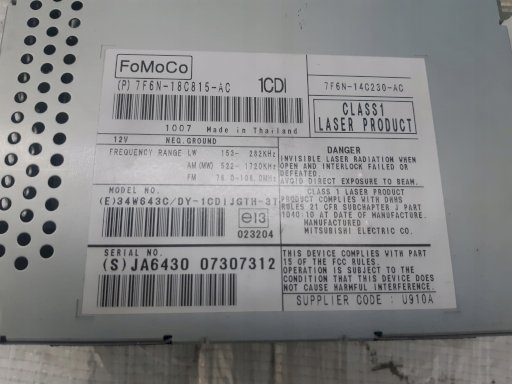 FoMoCo
(P) 7F6N-18C815-AC 1CDI
7F6N-14C230-AC
CLASS1
LASER PRODUCT
1007 Made in Thailand
12V NEG.GROUND
FREQUENCY RANGE LW 153- 282KHz
AM (MW) 522- 1720KHz
FM 76.0-108.0MHz
DANGER
INVISIBLE LASER RADIATION WHEN
OPEN AND INTERLOCK FAILED OR
DEFEATED.
AVOID DIRECT EXPOSURE TO BEAM.
MODEL NO.
(E)34W643C/DY-1CDIJGTH-3T
e13
023204
CLASS 1 LASER PRODUCT
PRODUCT COMPLIES WITH DHHS
RULES 21 CFR SUBCHAPTER J PART
1040:10 AT DATE OF MANUFACTURE.
MANUFACTURED
MITSUBISHI ELECTRIC CO.
SERIAL NO.
(S)JA6430 07307312
THIS DEVICE COMPLIES WITH PART
15 OF THE FCC RULES.
OPERATION IS SUBJECT TO THE
CONDITION THAT THIS DEVICE DOES
NOT CAUSE HARMFUL INTERFERENCE.
SUPPLIER CODE : U910A